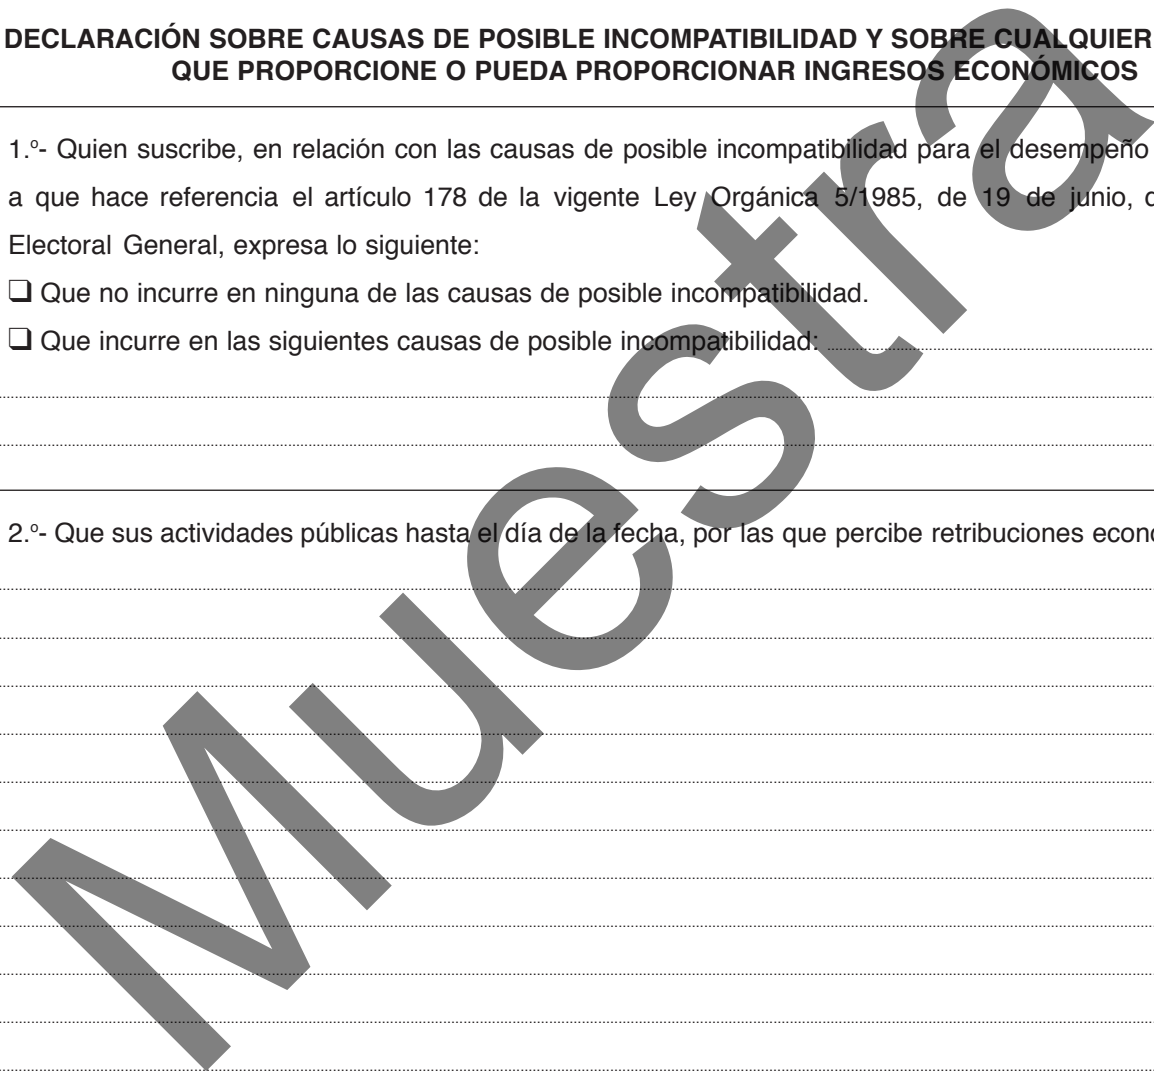 DECLARACIÓN SOBRE CAUSAS DE POSIBLE INCOMPATIBILIDAD Y SOBRE CUALQUIER
QUE PROPORCIONE O PUEDA PROPORCIONAR INGRESOS ECONÓMICOS
1.º- Quien suscribe, en relación con las causas de posible incompatibilidad para el desempeño
a que hace referencia el artículo 178 de la vigente Ley Orgánica 5/1985, de 19 de junio,
Electoral General, expresa lo siguiente:
❑ Que no incurre en ninguna de las causas de posible incompatibilidad.
❑ Que incurre en las siguientes causas de posible incompatibilidad:
2.º- Que sus actividades públicas hasta el día de la fecha, por las que percibe retribuciones
Muestra